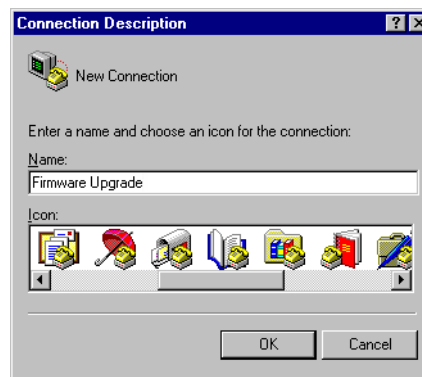 Connection Description
New Connection
Enter a name and choose an icon for the connection:
Name:
Firmware Upgrade
Icon:
OK
Cancel